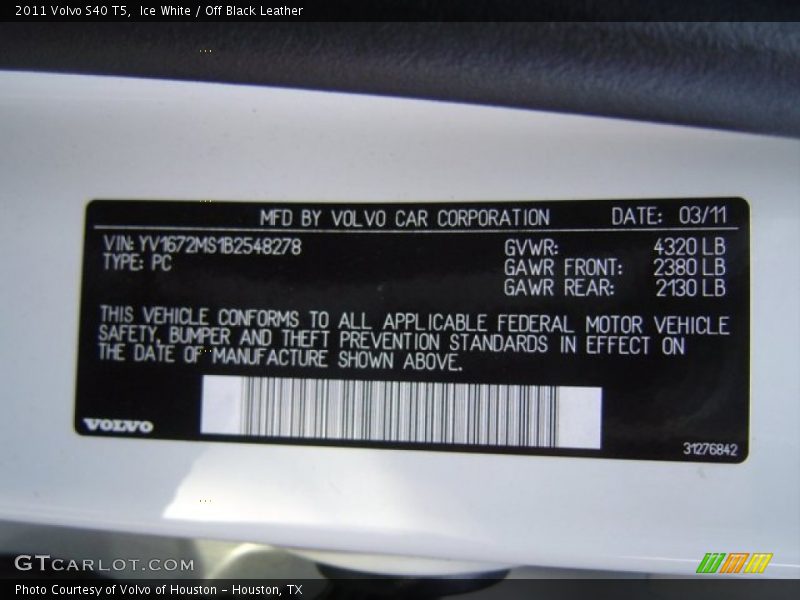 2011 Volvo S40 T5,  Ice White / Off Black Leather
MFD BY VOLVO CAR CORPORATION DATE: 03/11
VIN: YV1672MS1B2548278 GVWR: 4320 LB
TYPE: PC GAWR FRONT: 2380 LB
GAWR REAR: 2130 LB
THIS VEHICLE CONFORMS TO ALL APPLICABLE FEDERAL MOTOR VEHICLE
SAFETY, BUMPER AND THEFT PREVENTION STANDARDS IN EFFECT ON
THE DATE OF MANUFACTURE SHOWN ABOVE.
VOLVO
31276842
GTCARLOT.COM
Photo Courtesy of Volvo of Houston - Houston, TX